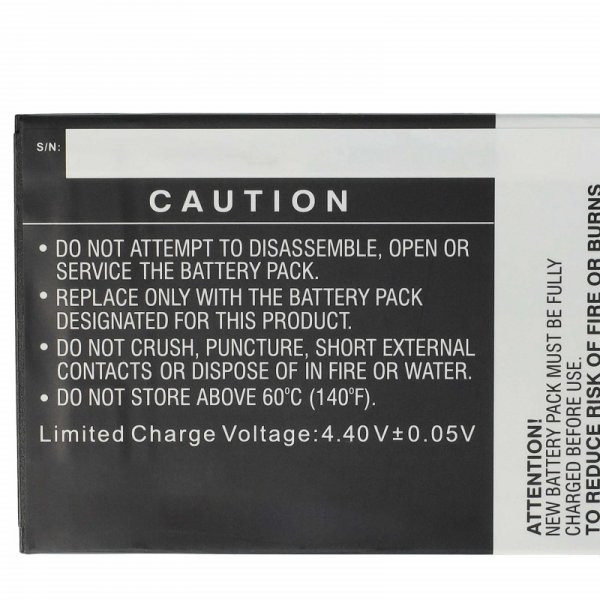 S/N:
CAUTION
• DO NOT ATTEMPT TO DISASSEMBLE, OPEN OR
SERVICE THE BATTERY PACK.
• REPLACE ONLY WITH THE BATTERY PACK
DESIGNATED FOR THIS PRODUCT.
• DO NOT CRUSH, PUNCTURE, SHORT EXTERNAL
CONTACTS OR DISPOSE OF IN FIRE OR WATER.
• DO NOT STORE ABOVE 60°C (140°F).
Limited Charge Voltage:4.40V±0.05V
ATTENTION!
NEW BATTERY PACK MUST BE FULLY
CHARGED BEFORE USE.
TO REDUCE RISK OF FIRE OR BURNS